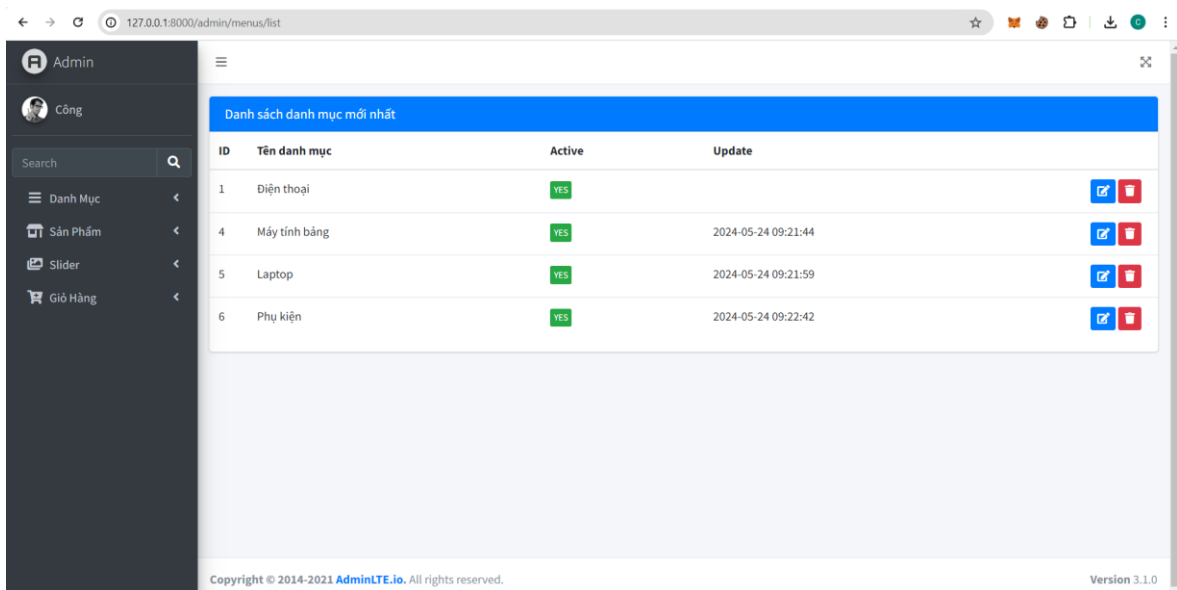 127.0.0.1:8000/admin/menus/list
C
Admin
Công
Search
Danh Mục
Sản Phẩm
Slider
Giỏ Hàng
Danh sách danh mục mới nhất
ID Tên danh mục Active Update
1 Điện thoại YES
4 Máy tính bảng YES 2024-05-24 09:21:44
5 Laptop YES 2024-05-24 09:21:59
6 Phụ kiện YES 2024-05-24 09:22:42
Copyright © 2014-2021 AdminLTE.io. All rights reserved. Version 3.1.0